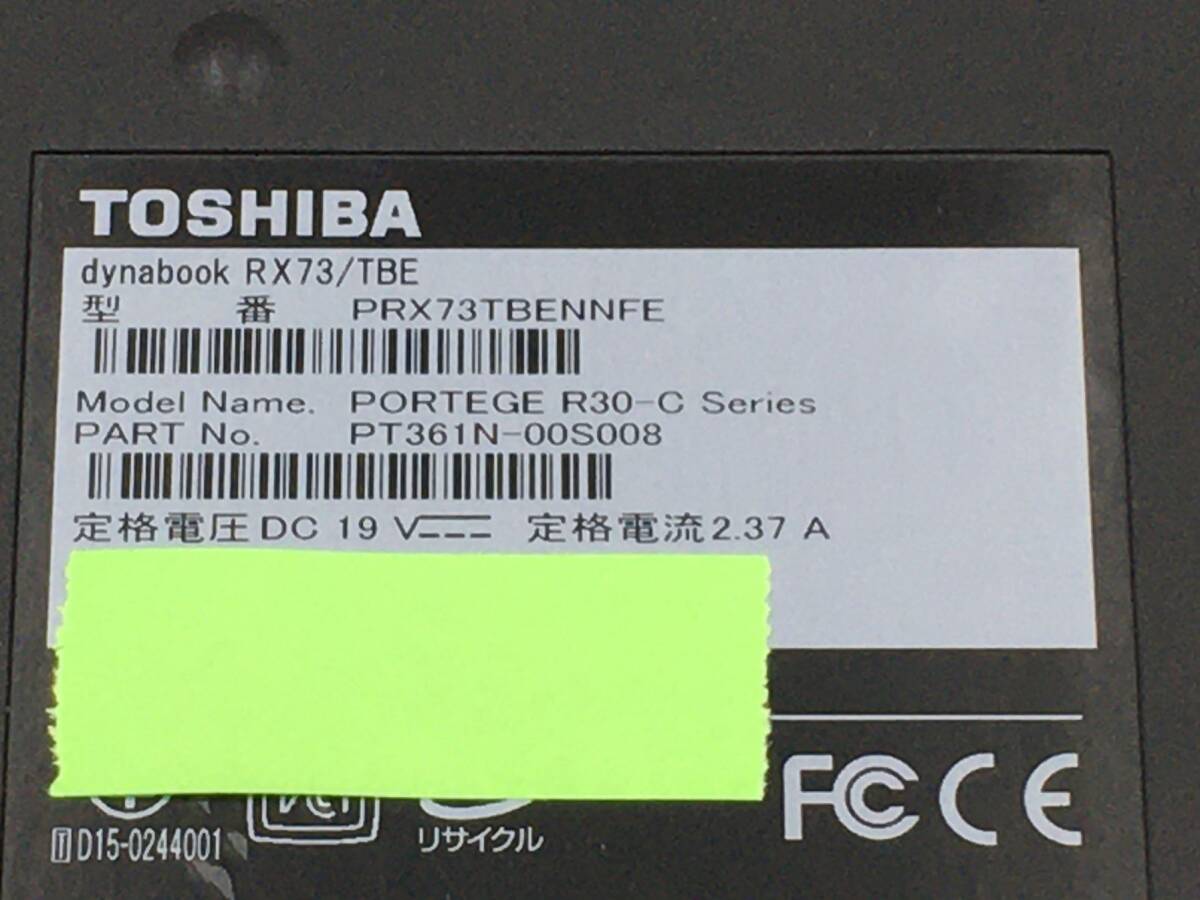 TOSHIBA
dynabook RX73/TBE
型 番 PRX73TBENNFE
Model Name. PORTEGE R30-C Series
PART No. PT361N-00S008
定格電圧 DC 19 V 定格電流 2.37 A
FC CE
VCI
D15-0244001
リサイクル